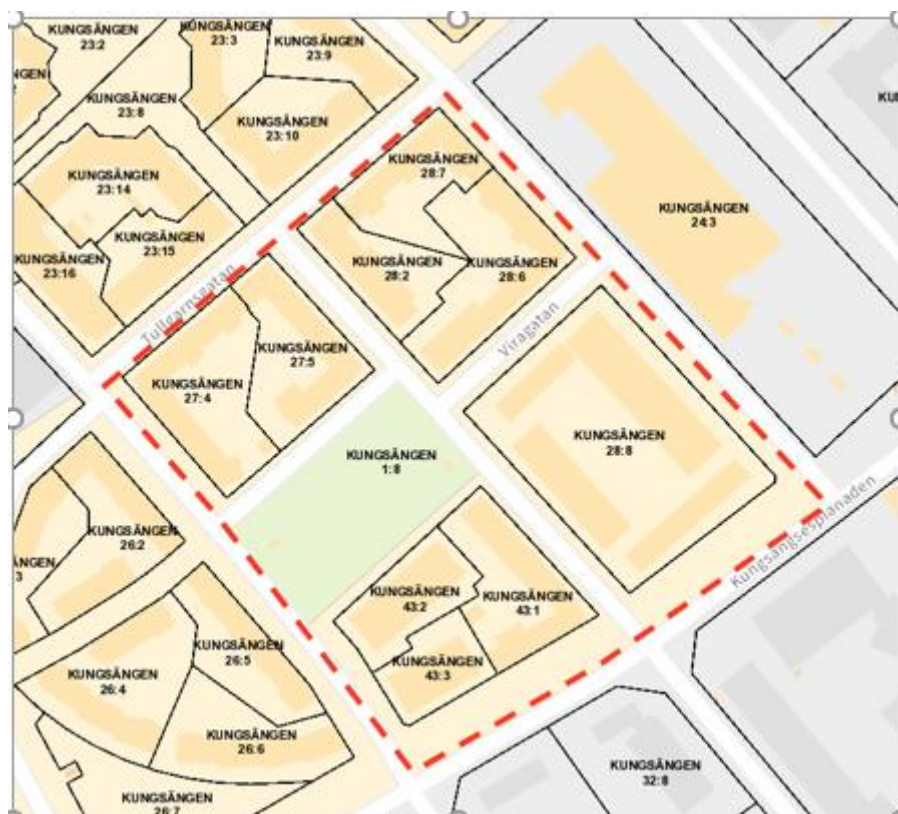 KUNGSÄNGEN
23:2
KUNGSÄNGEN
23:3
KUNGSÄNGEN
23:9
KUNGSÄNGEN
23:8
KUNGSÄNGEN
23:10
KUNGSÄNGEN
23:14
KUNGSÄNGEN
23:15
KUNGSÄNGEN
23:16
KUNGSÄNGEN
28:7
KUNGSÄNGEN
28:2
KUNGSÄNGEN
28:6
KUNGSÄNGEN
24:3
Tullgarnsgatan
Viragatan
KUNGSÄNGEN
27:5
KUNGSÄNGEN
27:4
KUNGSÄNGEN
28:8
KUNGSÄNGEN
1:8
Kungsängsesplanaden
KUNGSÄNGEN
26:2
ÄNGEN
3
KUNGSÄNGEN
43:2
KUNGSÄNGEN
43:1
KUNGSÄNGEN
43:3
KUNGSÄNGEN
26:5
KUNGSÄNGEN
26:4
KUNGSÄNGEN
26:6
KUNGSÄNGEN
26:7
KUNGSÄNGEN
32:8